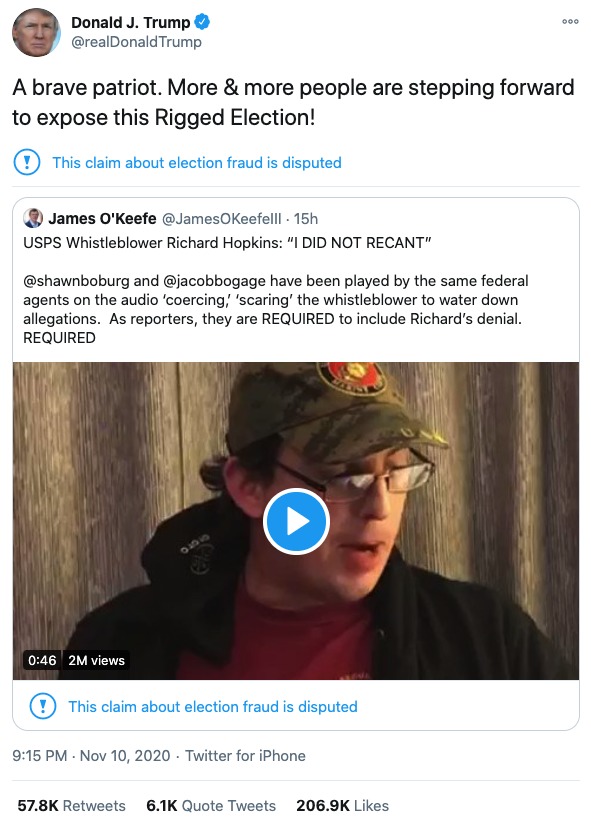 Donald J. Trump
@realDonaldTrump
A brave patriot. More & more people are stepping forward
to expose this Rigged Election!
This claim about election fraud is disputed
James O'Keefe @JamesOKeefeIII · 15h
USPS Whistleblower Richard Hopkins: “I DID NOT RECANT”
@shawnboburg and @jacobbogage have been played by the same federal
agents on the audio ‘coercing,’ ‘scaring’ the whistleblower to water down
allegations.  As reporters, they are REQUIRED to include Richard’s denial.
REQUIRED
0:46 2M views
This claim about election fraud is disputed
9:15 PM · Nov 10, 2020 · Twitter for iPhone
57.8K Retweets 6.1K Quote Tweets 206.9K Likes